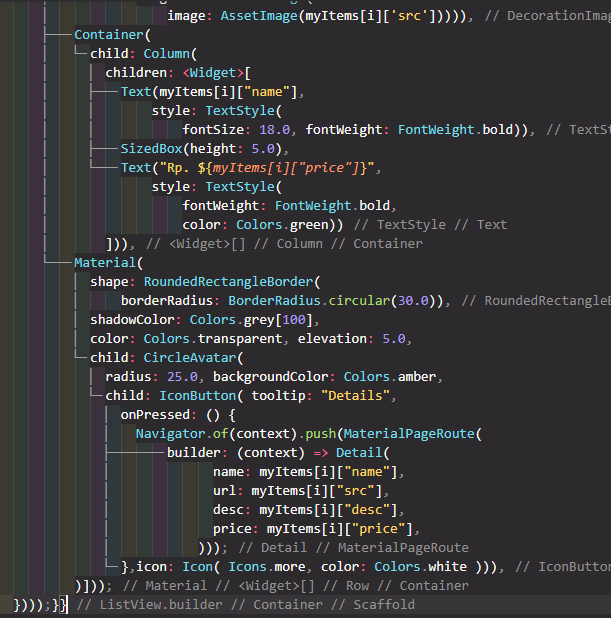 image: AssetImage(myItems[i]['src'])))), // DecorationImag
Container(
child: Column(
children: <Widget>[
Text(myItems[i]["name"],
style: TextStyle(
fontSize: 18.0, fontWeight: FontWeight.bold)), // TextSt
SizedBox(height: 5.0),
Text("Rp. ${myItems[i]["price"]}",
style: TextStyle(
fontWeight: FontWeight.bold,
color: Colors.green)) // TextStyle // Text
])), // <Widget>[] // Column // Container
Material(
shape: RoundedRectangleBorder(
borderRadius: BorderRadius.circular(30.0)), // RoundedRectangleB
shadowColor: Colors.grey[100],
color: Colors.transparent, elevation: 5.0,
child: CircleAvatar(
radius: 25.0, backgroundColor: Colors.amber,
child: IconButton( tooltip: "Details",
onPressed: () {
Navigator.of(context).push(MaterialPageRoute(
builder: (context) => Detail(
name: myItems[i]["name"],
url: myItems[i]["src"],
desc: myItems[i]["desc"],
price: myItems[i]["price"],
))); // Detail // MaterialPageRoute
},icon: Icon( Icons.more, color: Colors.white ))), // IconButton
)])); // Material // <Widget>[] // Row // Container
})));}} // ListView.builder // Container // Scaffold